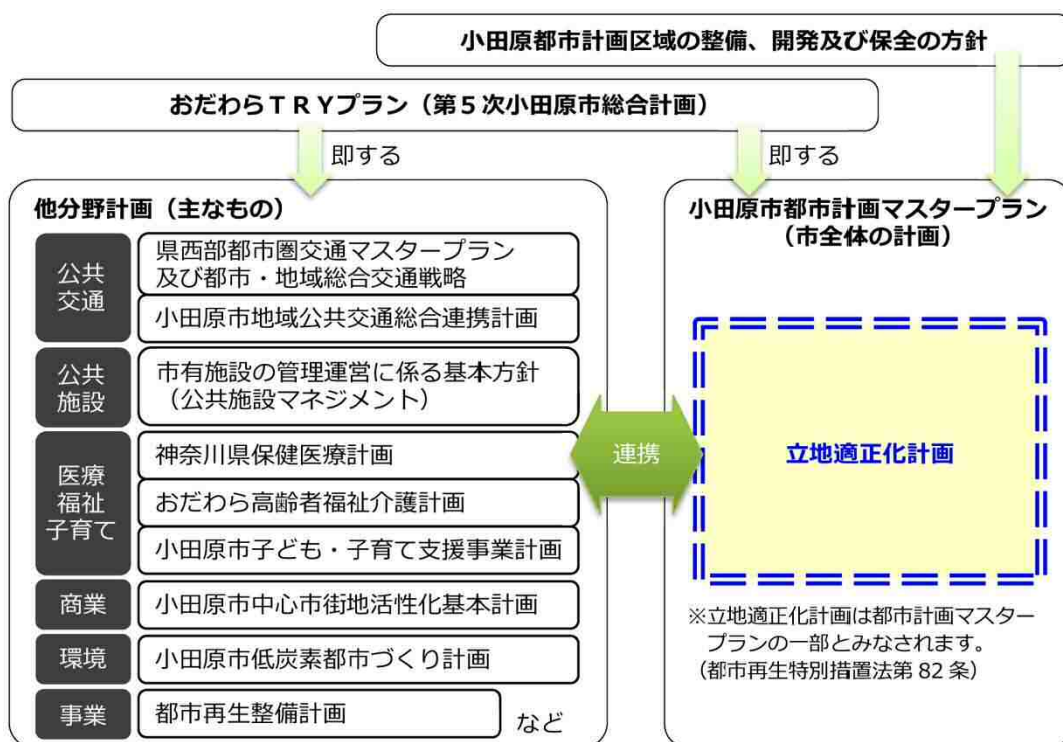 小田原都市計画区域の整備、開発及び保全の方針
おだわらＴＲＹプラン（第５次小田原市総合計画）
即する
即する
他分野計画（主なもの）
公共
交通
県西部都市圏交通マスタープラン
及び都市・地域総合交通戦略
小田原市地域公共交通総合連携計画
公共
施設
市有施設の管理運営に係る基本方針
（公共施設マネジメント）
医療
福祉
子育て
神奈川県保健医療計画
おだわら高齢者福祉介護計画
小田原市子ども・子育て支援事業計画
商業
小田原市中心市街地活性化基本計画
環境
小田原市低炭素都市づくり計画
事業
都市再生整備計画
など
連携
小田原市都市計画マスタープラン
（市全体の計画）
立地適正化計画
※立地適正化計画は都市計画マスター
プランの一部とみなされます。
（都市再生特別措置法第 82 条）